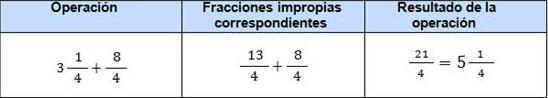 Operación Fracciones impropias correspondientes Resultado de la operación
3 1/4 + 8/4 13/4 + 8/4 21/4 = 5 1/4